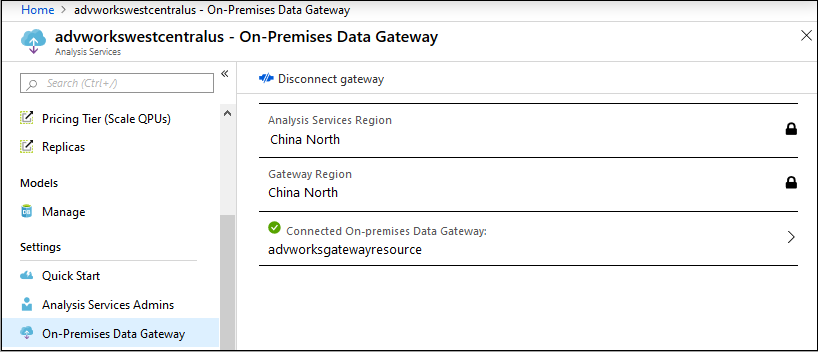 Home > advworkswestcentralus - On-Premises Data Gateway
advworkswestcentralus - On-Premises Data Gateway
Analysis Services
Search (Ctrl+/)
Pricing Tier (Scale QPUs)
Replicas
Models
Manage
Settings
Quick Start
Analysis Services Admins
On-Premises Data Gateway
Disconnect gateway
Analysis Services Region
China North
Gateway Region
China North
Connected On-premises Data Gateway:
advworksgatewayresource